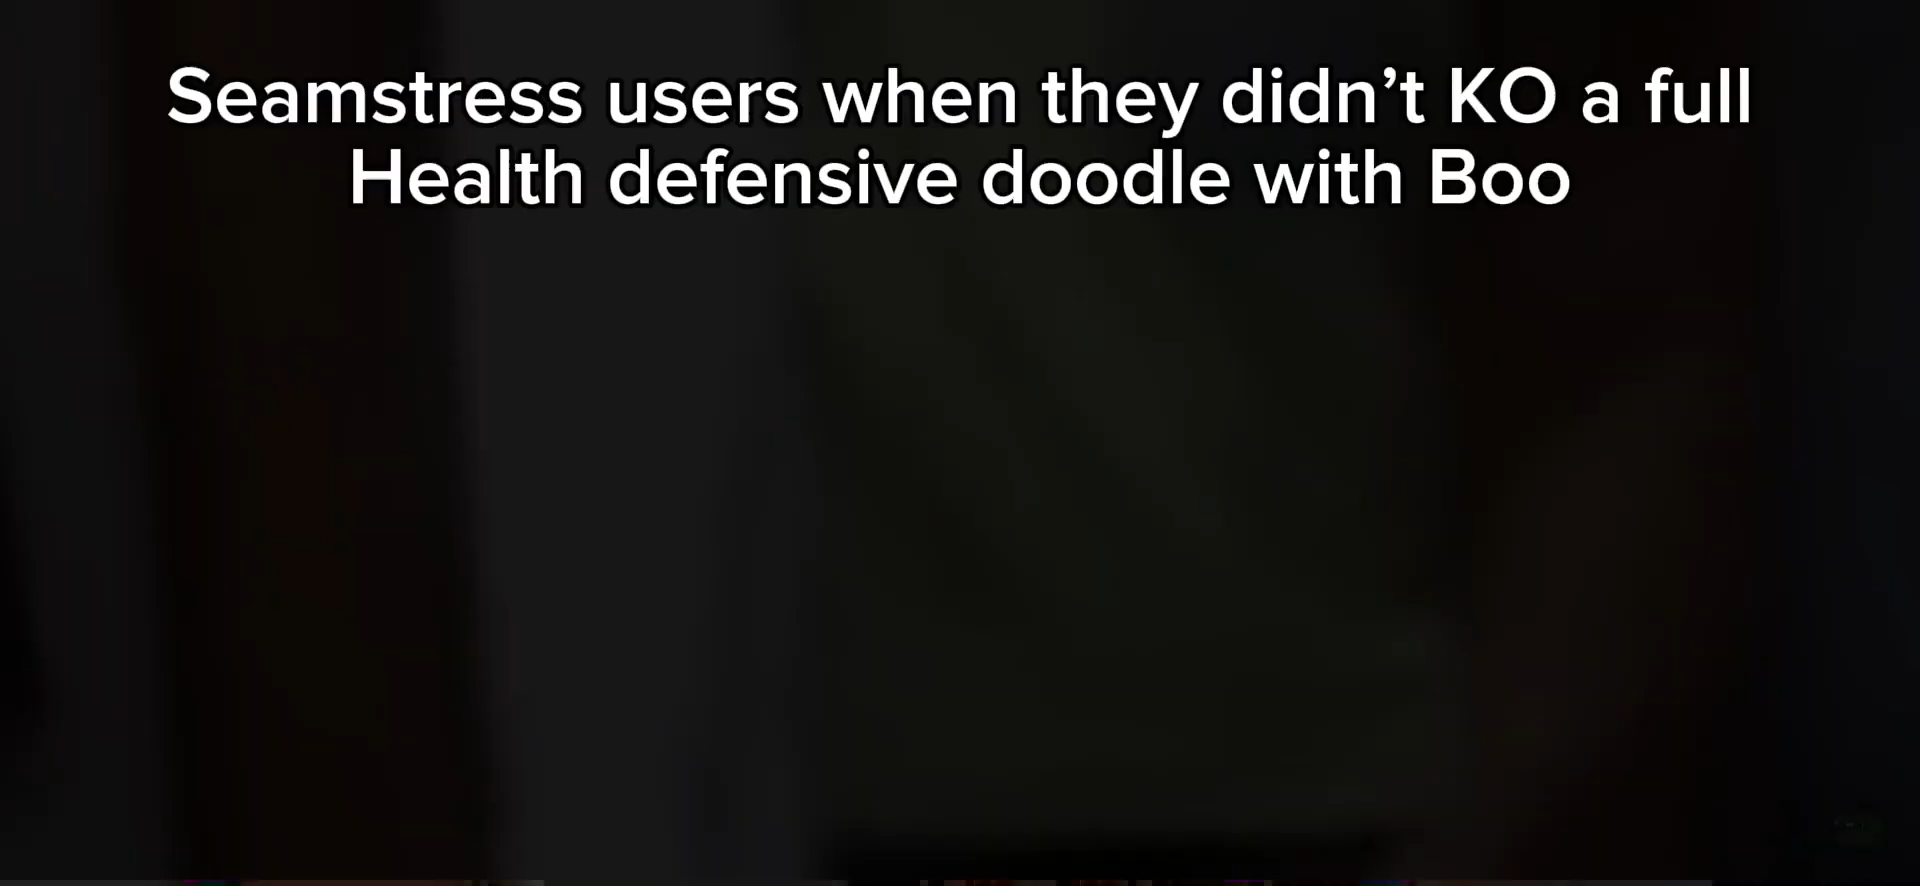 Seamstress users when they didn’t KO a full
Health defensive doodle with Boo